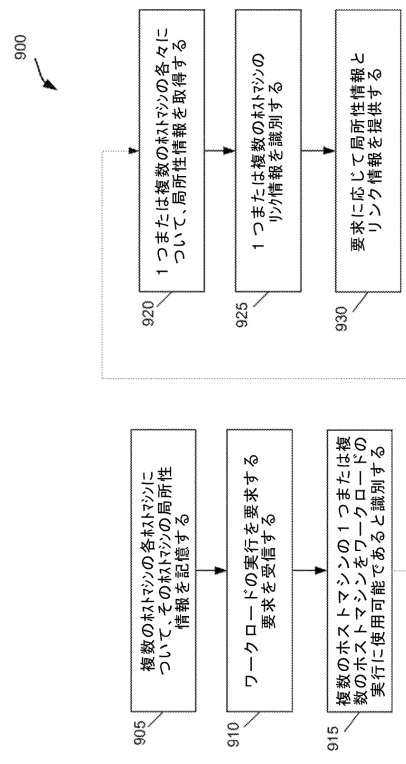 900
複数のホストマシンの各ホストマシンに
ついて、そのホストマシンの局所性
情報を記憶する
905
ワークロードの実行を要求する
要求を受信する
910
複数のホストマシンの1つまたは複
数のホストマシンをワークロードの
実行に使用可能であると識別する
915
1つまたは複数のホストマシンの各々に
ついて、局所性情報を取得する
920
1つまたは複数のホストマシンの
リンク情報を識別する
925
要求に応じて局所性情報と
リンク情報を提供する
930